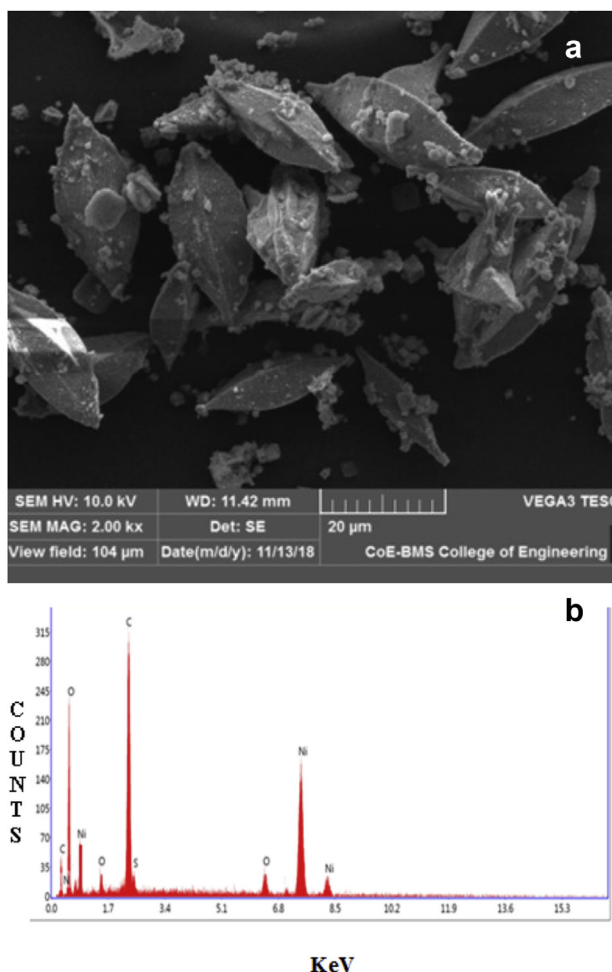 a
SEM HV: 10.0 kV WD: 11.42 mm VEGA3
SEM MAG: 2.00 kx Det: SE 20 µm
View field: 104 µm Date(m/d/y): 11/13/18 CoE-BMS College of Engineering
b
COUNTS
315
280
245
210
175
140
105
70
35
0
C
O
C
N
Ni
O
S
O
Ni
Ni
0.0 1.7 3.4 5.1 6.8 8.5 10.2 11.9 13.6 15.3
KeV